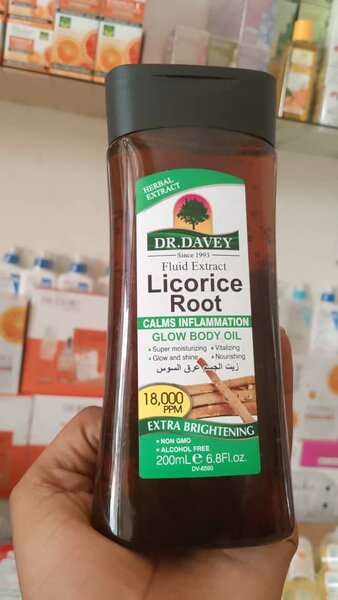 HERBAL
EXTRACT
DR.DAVEY
Since 1993
Fluid Extract
Licorice
Root
CALMS INFLAMMATION
GLOW BODY OIL
• Super moisturizing • Vitalizing
• Glow and shine • Nourishing
زيت الجسم عرق السوس
18,000
PPM
EXTRA BRIGHTENING
• NON GMO
• ALCOHOL FREE
200mL e 6.8Fl.oz.
DV-6590